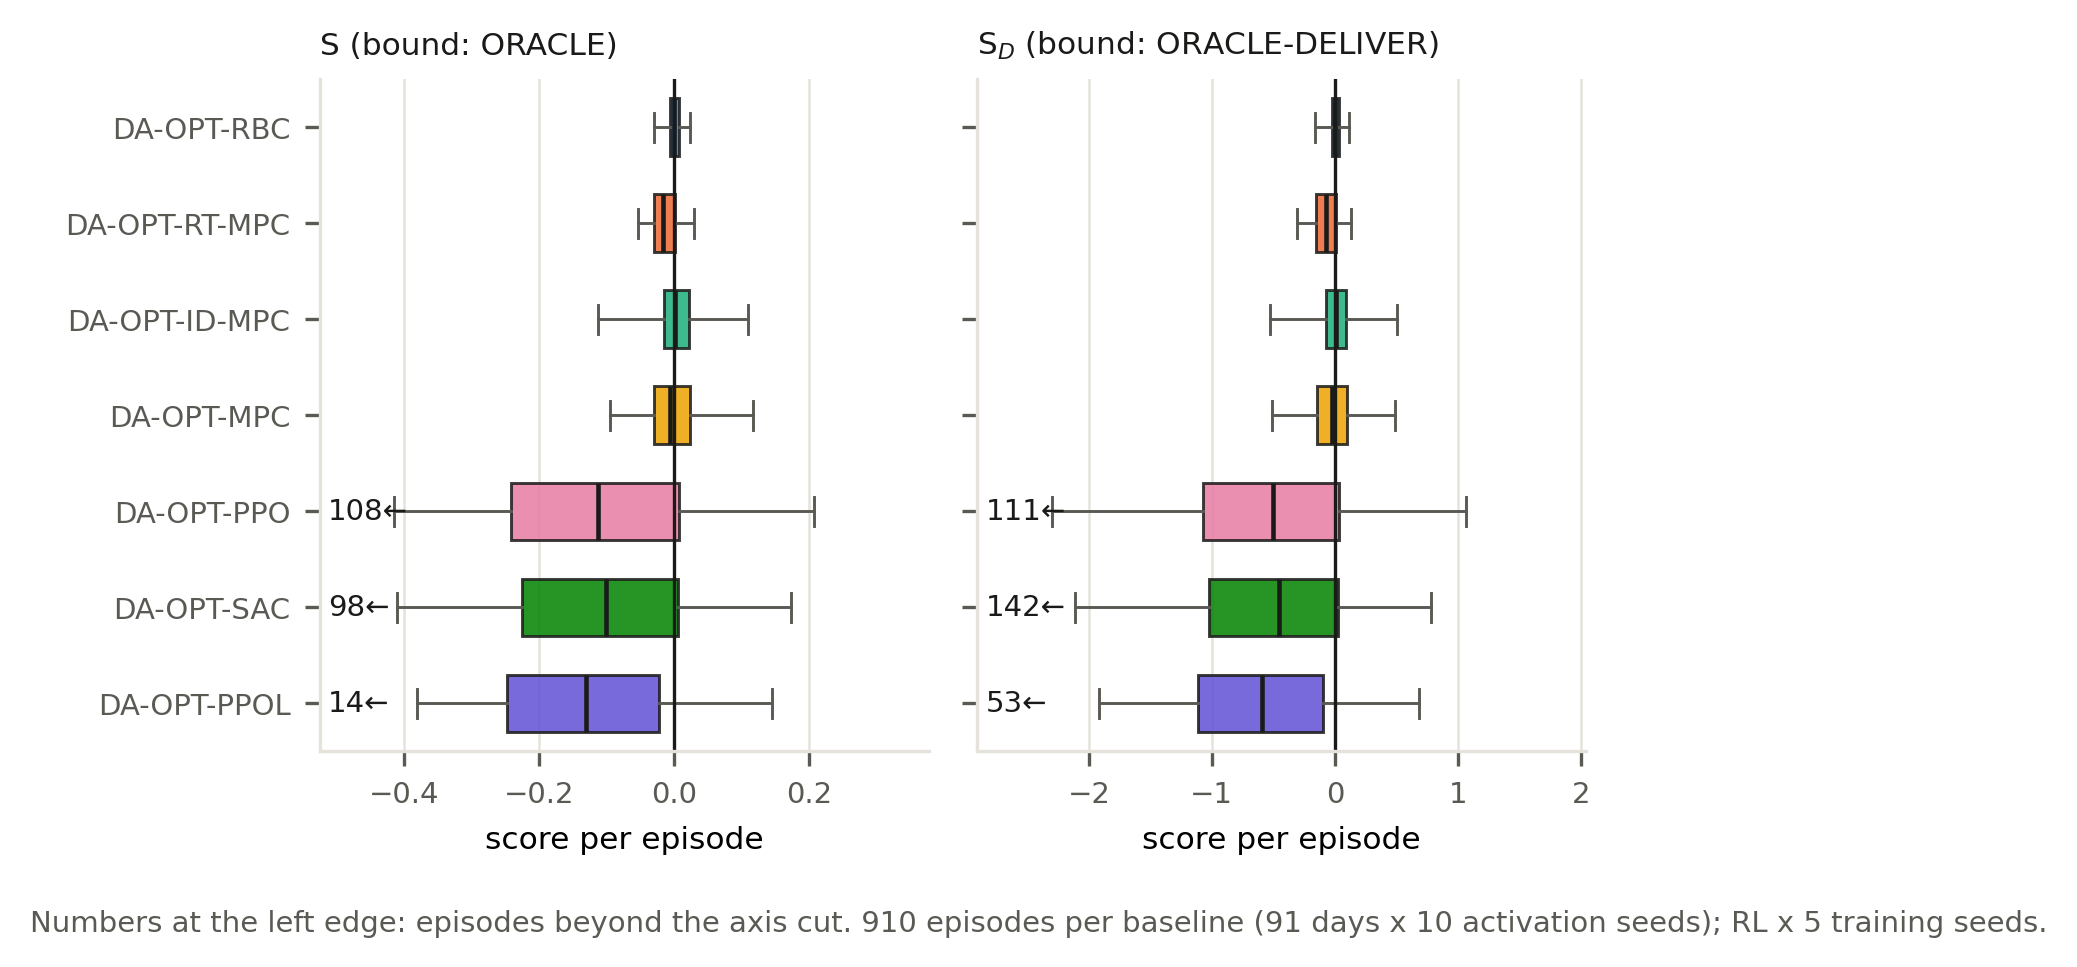 S (bound: ORACLE)
S_D (bound: ORACLE-DELIVER)
DA-OPT-RBC
DA-OPT-RT-MPC
DA-OPT-ID-MPC
DA-OPT-MPC
DA-OPT-PPO
108←
111←
DA-OPT-SAC
98←
142←
DA-OPT-PPOL
14←
53←
−0.4 −0.2 0.0 0.2
−2 −1 0 1 2
score per episode
score per episode
Numbers at the left edge: episodes beyond the axis cut. 910 episodes per baseline (91 days x 10 activation seeds); RL x 5 training seeds.